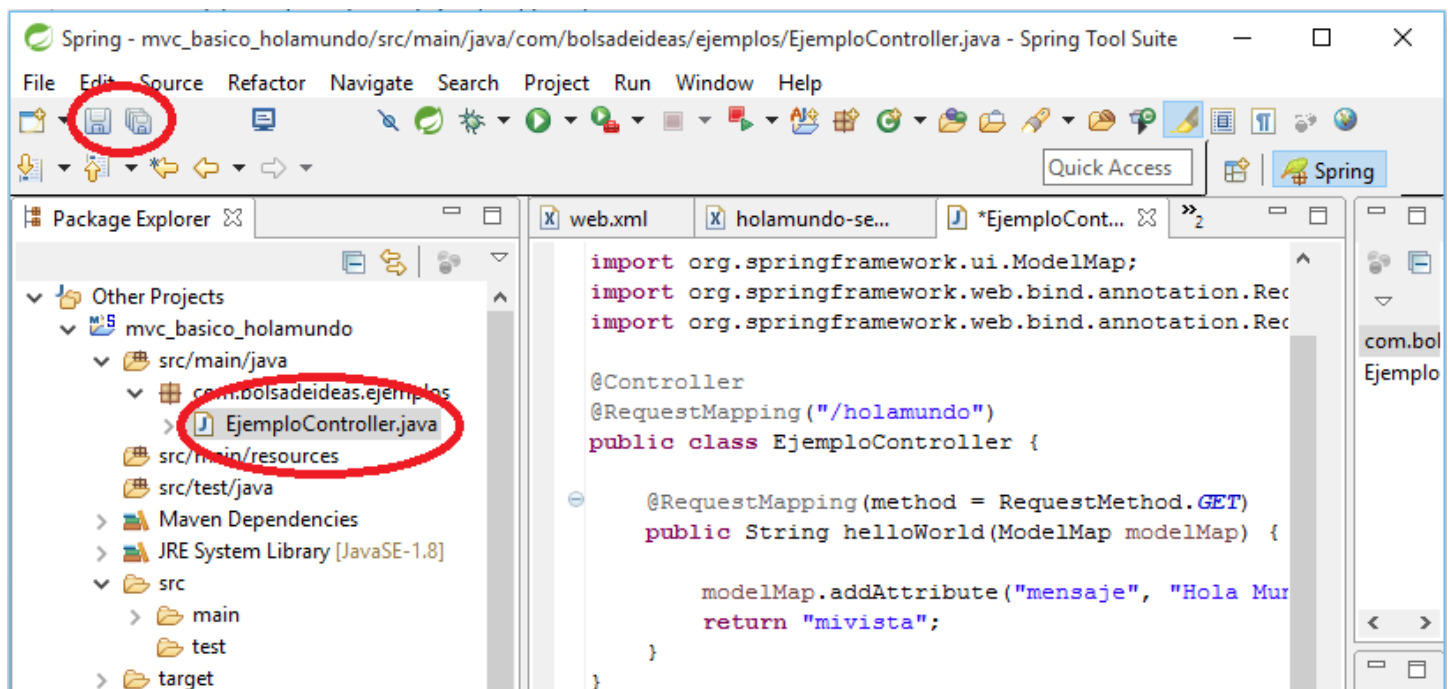 Spring - mvc_basico_holamundo/src/main/java/com/bolsadeideas/ejemplos/EjemploController.java - Spring Tool Suite
File Edit Source Refactor Navigate Search Project Run Window Help
Quick Access Spring
Package Explorer
Other Projects
mvc_basico_holamundo
src/main/java
com.bolsadeideas.ejemplos
EjemploController.java
src/main/resources
src/test/java
Maven Dependencies
JRE System Library [JavaSE-1.8]
src
main
test
target
web.xml holamundo-se... *EjemploCont... »2
import org.springframework.ui.ModelMap;
import org.springframework.web.bind.annotation.Rec
import org.springframework.web.bind.annotation.Rec
@Controller
@RequestMapping("/holamundo")
public class EjemploController {
@RequestMapping(method = RequestMethod.GET)
public String helloWorld(ModelMap modelMap) {
modelMap.addAttribute("mensaje", "Hola Mur
return "mivista";
}
}
com.bol
Ejemplo